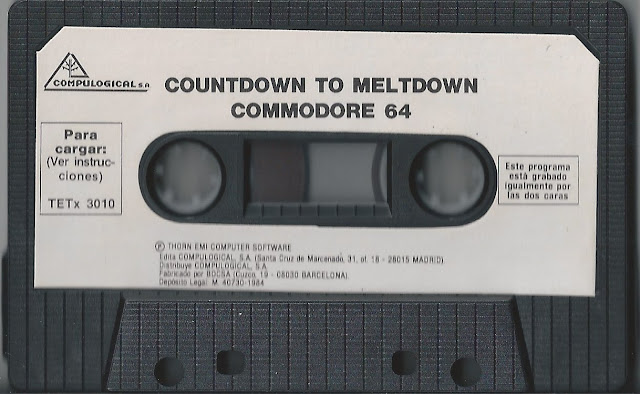 COMPULOGICAL S.A.
COUNTDOWN TO MELTDOWN
COMMODORE 64
Para
cargar:
(Ver instruc-
ciones)
TETx 3010
Este programa
está grabado
igualmente por
las dos caras
Ⓟ THORN EMI COMPUTER SOFTWARE
Edita COMPULOGICAL, S.A. (Santa Cruz de Marcenado, 31, of. 18 - 28015 MADRID)
Distribuye COMPULOGICAL, S.A.
Fabricado por BDCSA (Cuzco, 19 - 08030 BARCELONA)
Depósito Legal: M. 40730-1984